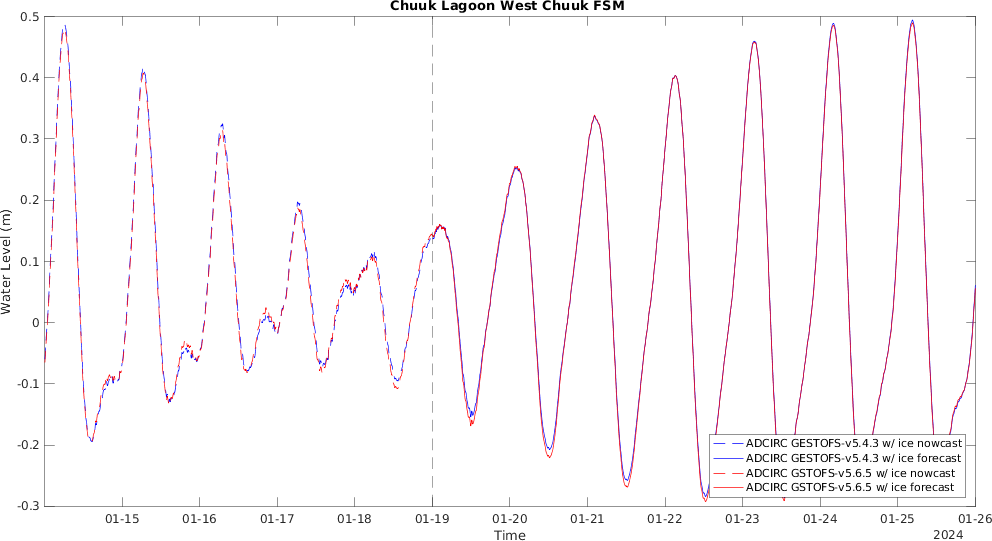 Chuuk Lagoon West Chuuk FSM
0.5
0.4
0.3
0.2
0.1
0
-0.1
-0.2
-0.3
Water Level (m)
ADCIRC GESTOFS-v5.4.3 w/ ice nowcast
ADCIRC GESTOFS-v5.4.3 w/ ice forecast
ADCIRC GSTOFS-v5.6.5 w/ ice nowcast
ADCIRC GSTOFS-v5.6.5 w/ ice forecast
01-15 01-16 01-17 01-18 01-19 01-20 01-21 01-22 01-23 01-24 01-25 01-26
Time
2024